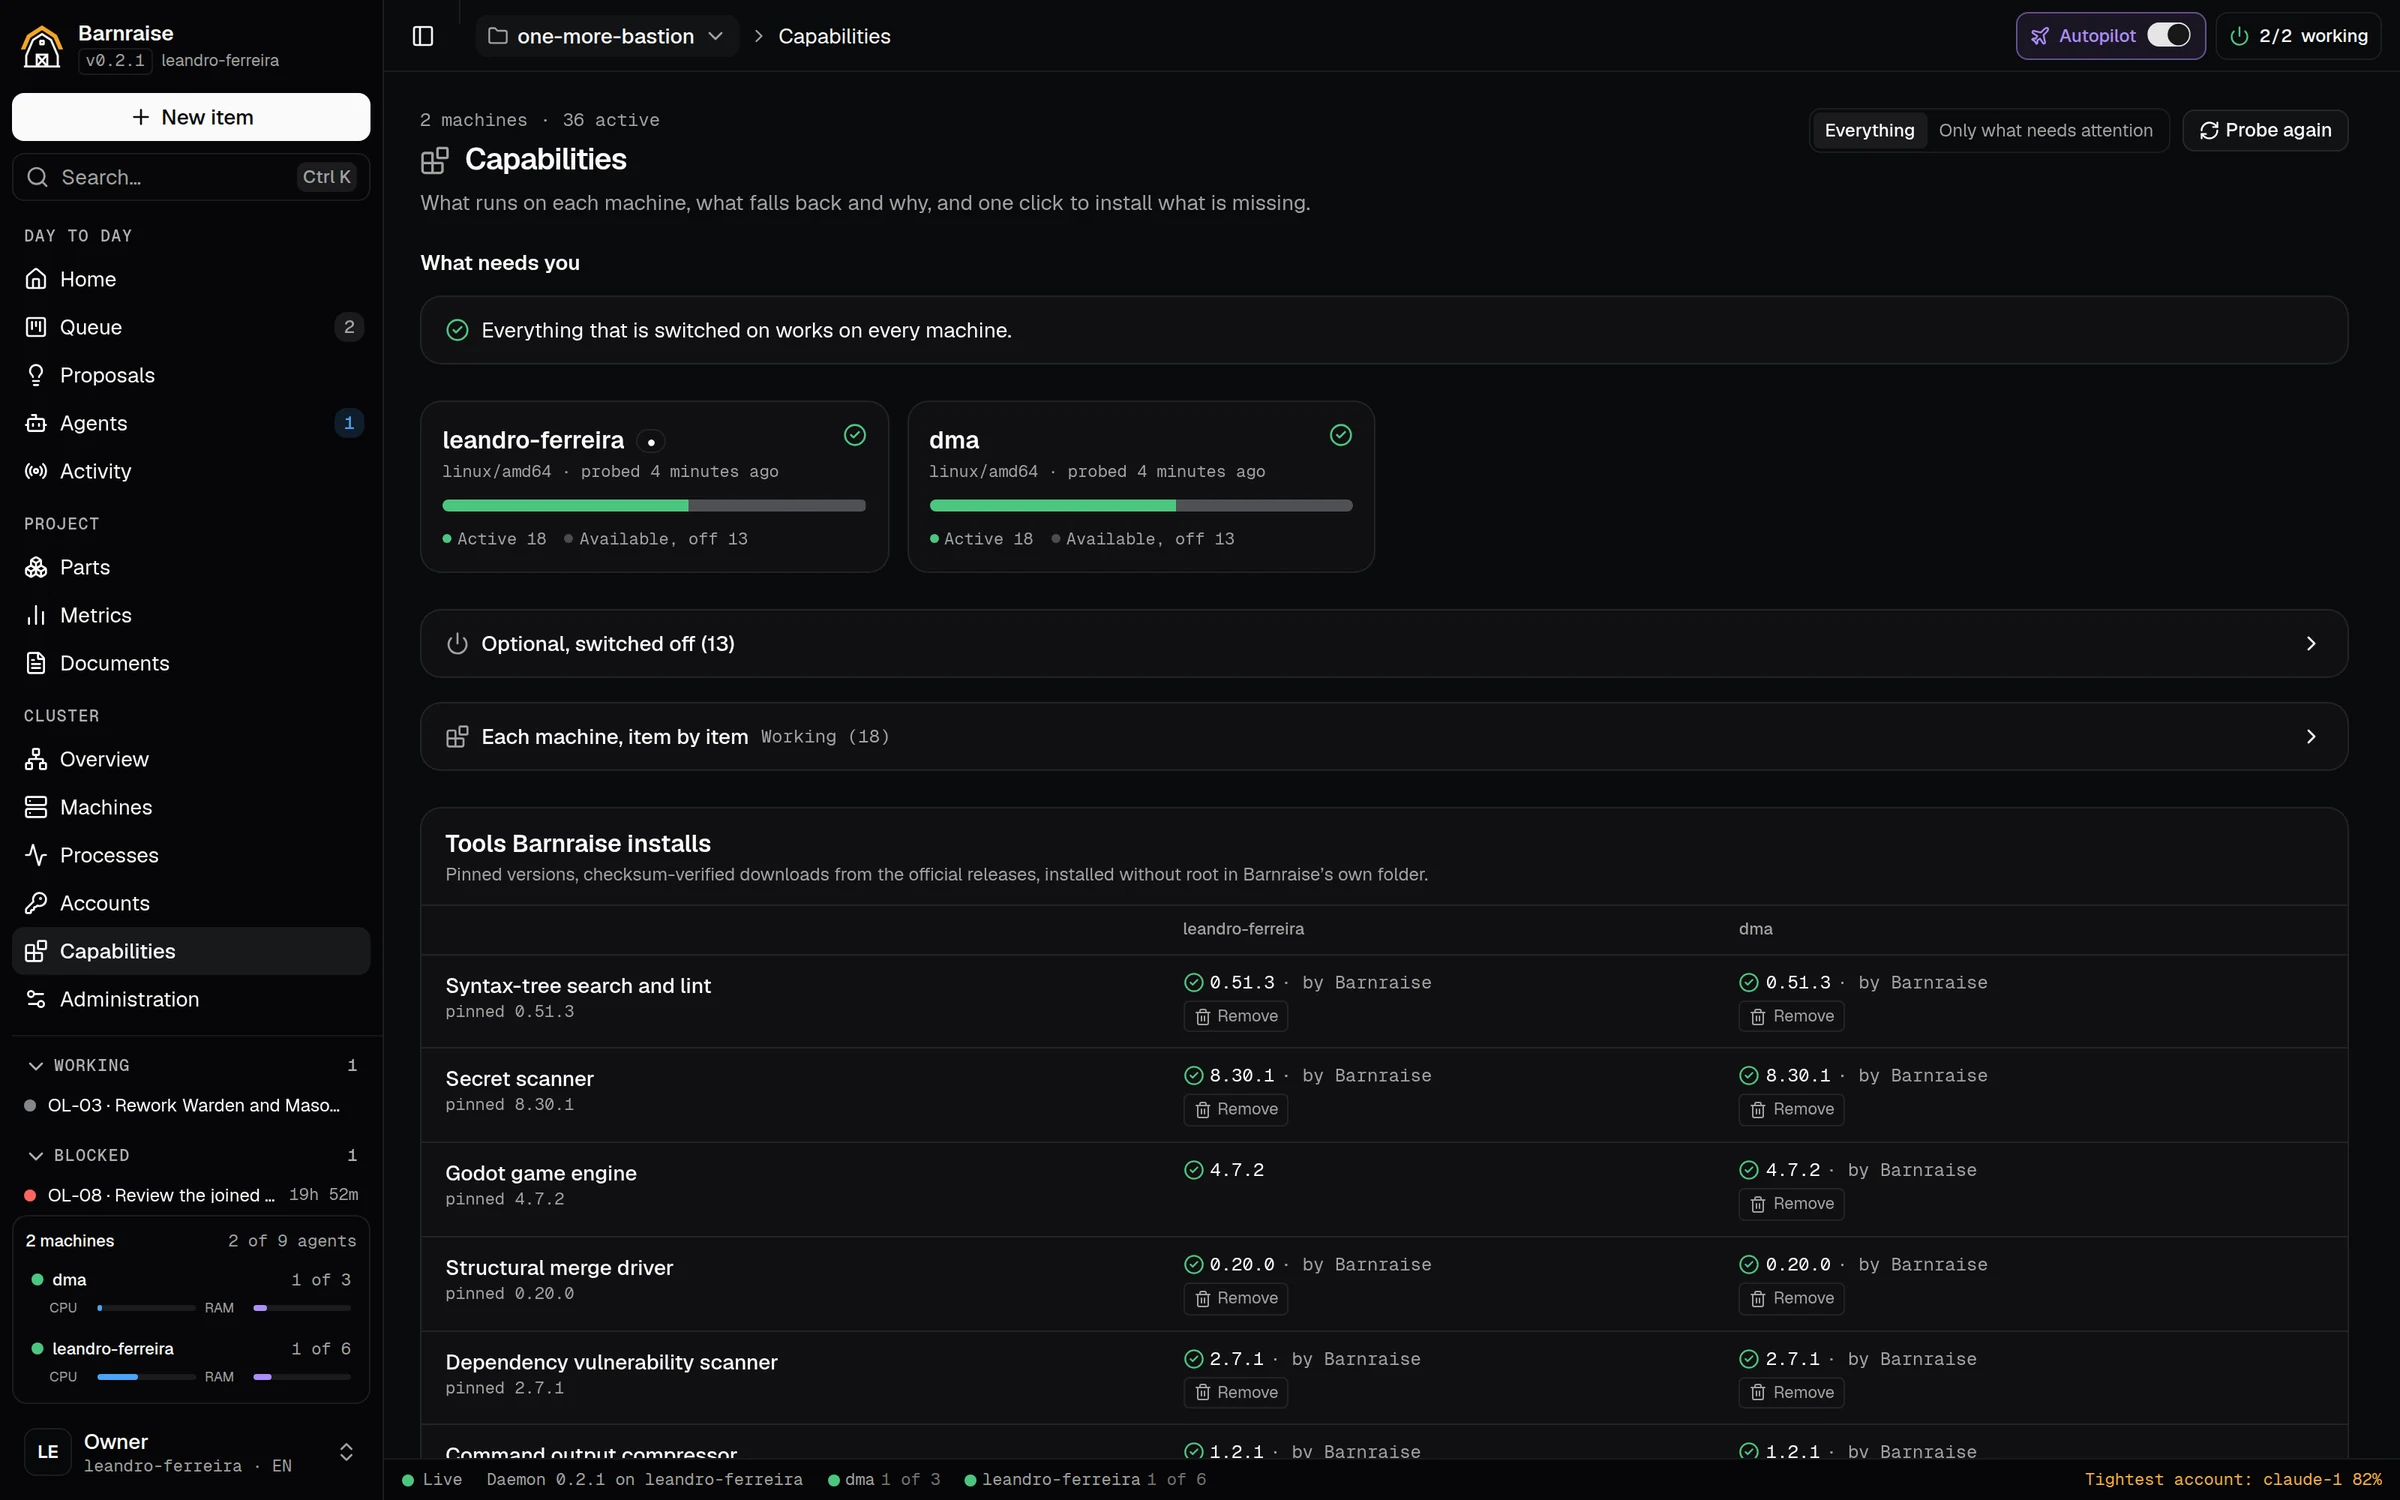 Barnraise
v0.2.1 leandro-ferreira
New item
Search... Ctrl K
DAY TO DAY
Home
Queue 2
Proposals
Agents 1
Activity
PROJECT
Parts
Metrics
Documents
CLUSTER
Overview
Machines
Processes
Accounts
Capabilities
Administration
WORKING 1
OL-03 · Rework Warden and Maso...
BLOCKED 1
OL-08 · Review the joined ... 19h 52m
2 machines 2 of 9 agents
dma 1 of 3
CPU RAM
leandro-ferreira 1 of 6
CPU RAM
LE Owner
leandro-ferreira · EN
one-more-bastion > Capabilities
Autopilot 2/2 working
2 machines · 36 active
Capabilities
What runs on each machine, what falls back and why, and one click to install what is missing.
Everything Only what needs attention Probe again
What needs you
Everything that is switched on works on every machine.
leandro-ferreira
linux/amd64 · probed 4 minutes ago
Active 18 Available, off 13
dma
linux/amd64 · probed 4 minutes ago
Active 18 Available, off 13
Optional, switched off (13)
Each machine, item by item Working (18)
Tools Barnraise installs
Pinned versions, checksum-verified downloads from the official releases, installed without root in Barnraise's own folder.
leandro-ferreira dma
Syntax-tree search and lint
pinned 0.51.3
0.51.3 · by Barnraise
Remove
0.51.3 · by Barnraise
Remove
Secret scanner
pinned 8.30.1
8.30.1 · by Barnraise
Remove
8.30.1 · by Barnraise
Remove
Godot game engine
pinned 4.7.2
4.7.2
4.7.2 · by Barnraise
Remove
Structural merge driver
pinned 0.20.0
0.20.0 · by Barnraise
Remove
0.20.0 · by Barnraise
Remove
Dependency vulnerability scanner
pinned 2.7.1
2.7.1 · by Barnraise
Remove
2.7.1 · by Barnraise
Remove
Command output compressor
1.2.1 · by Barnraise
1.2.1 · by Barnraise
Live Daemon 0.2.1 on leandro-ferreira dma 1 of 3 leandro-ferreira 1 of 6
Tightest account: claude-1 82%